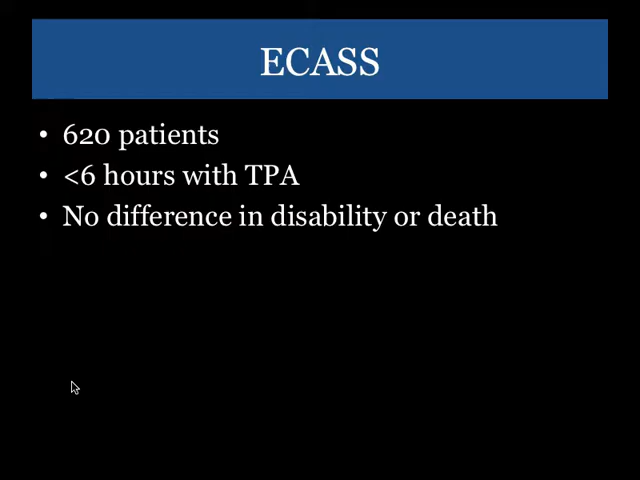 ECASS
• 620 patients
• <6 hours with TPA
• No difference in disability or death